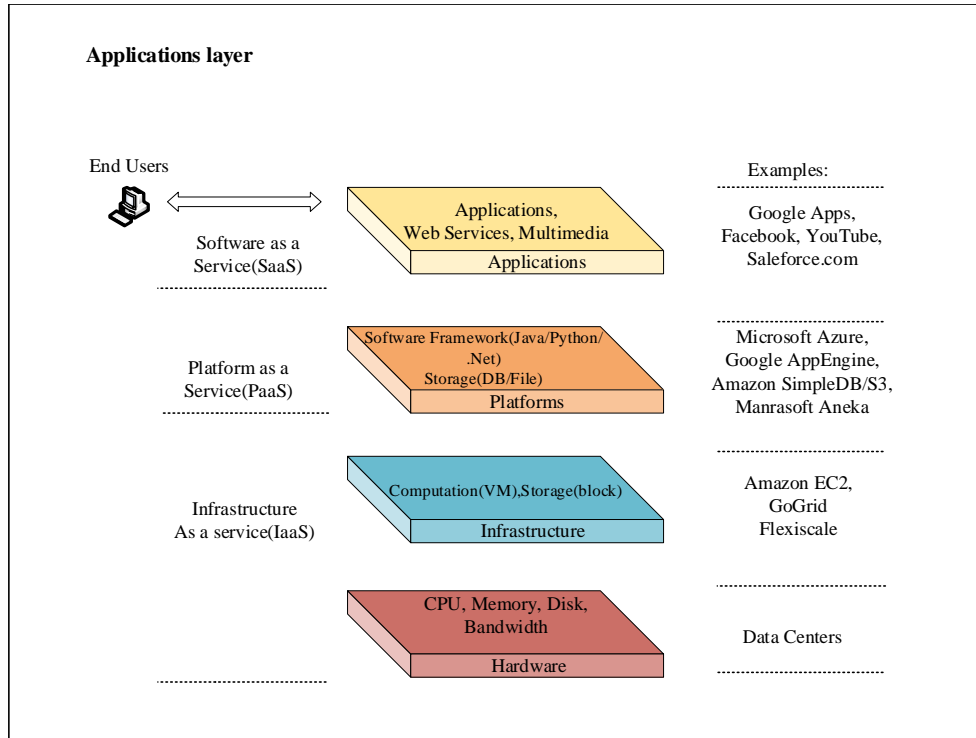 Applications layer
End Users
Software as a
Service(SaaS)
Applications,
Web Services, Multimedia
Applications
Examples:
Google Apps,
Facebook, YouTube,
Saleforce.com
Platform as a
Service(PaaS)
Software Framework(Java/Python/
.Net)
Storage(DB/File)
Platforms
Microsoft Azure,
Google AppEngine,
Amazon SimpleDB/S3,
Manrasoft Aneka
Infrastructure
As a service(IaaS)
Computation(VM),Storage(block)
Infrastructure
Amazon EC2,
GoGrid
Flexiscale
CPU, Memory, Disk,
Bandwidth
Hardware
Data Centers